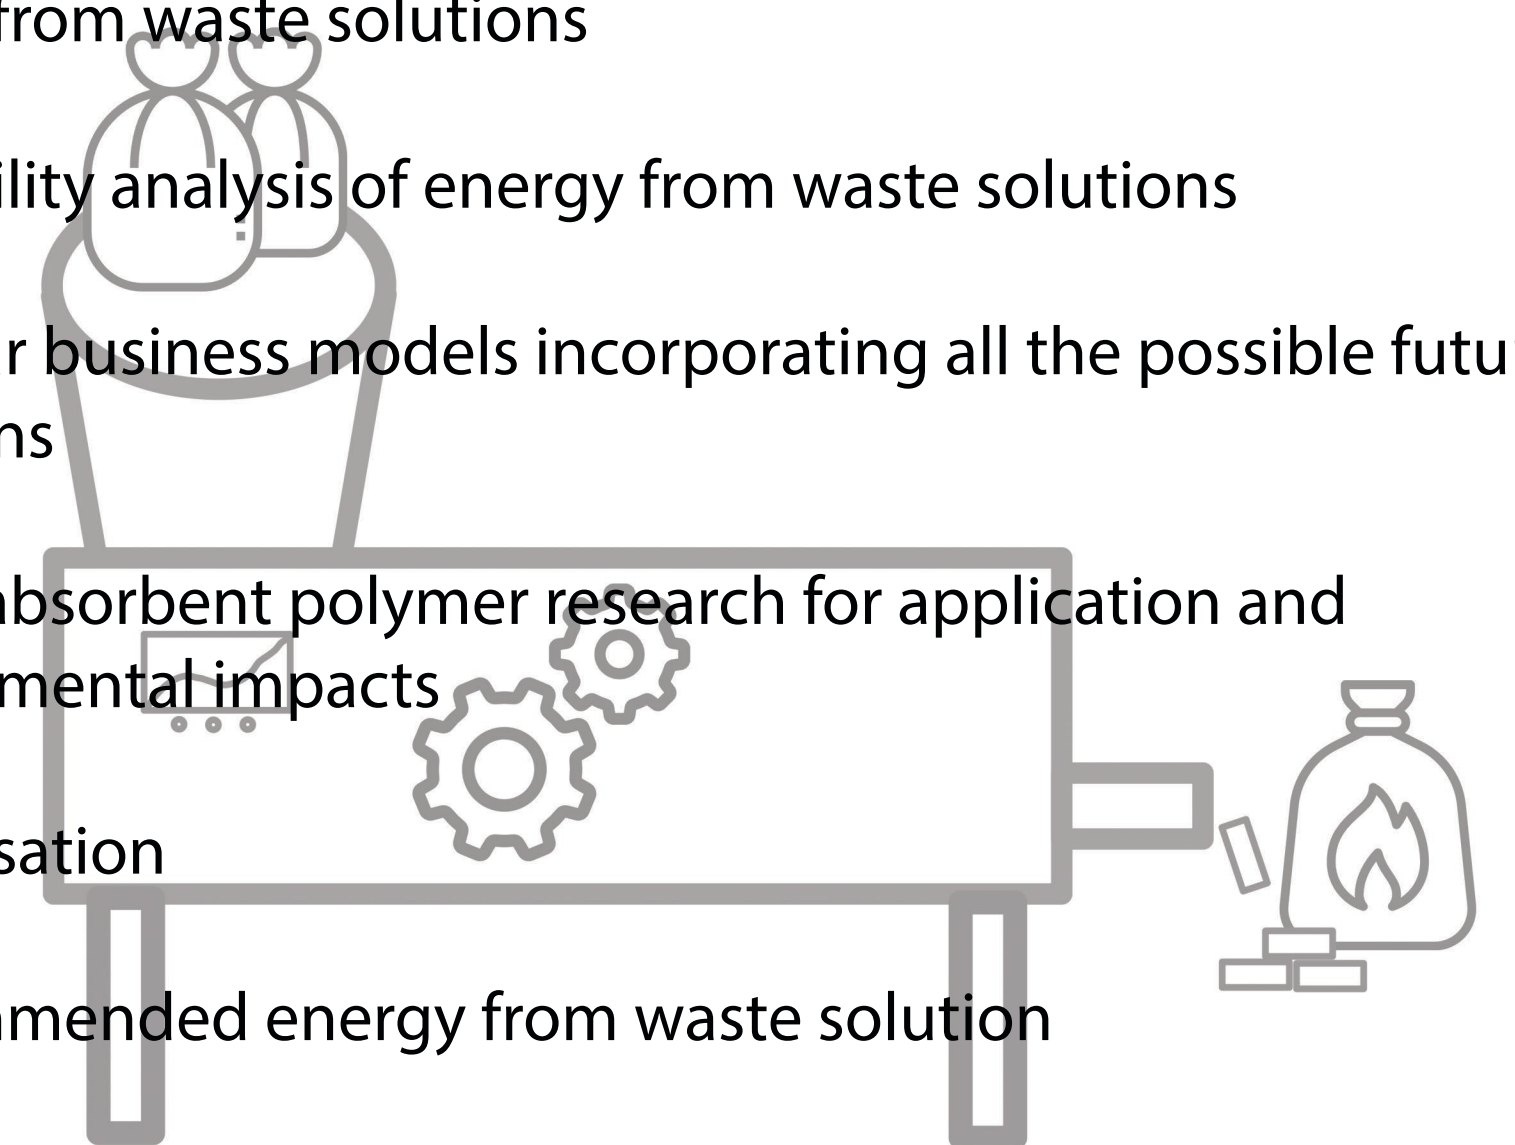 from waste solutions
ility analysis of energy from waste solutions
r business models incorporating all the possible futu
ns
absorbent polymer research for application and
mental impacts
sation
mmended energy from waste solution